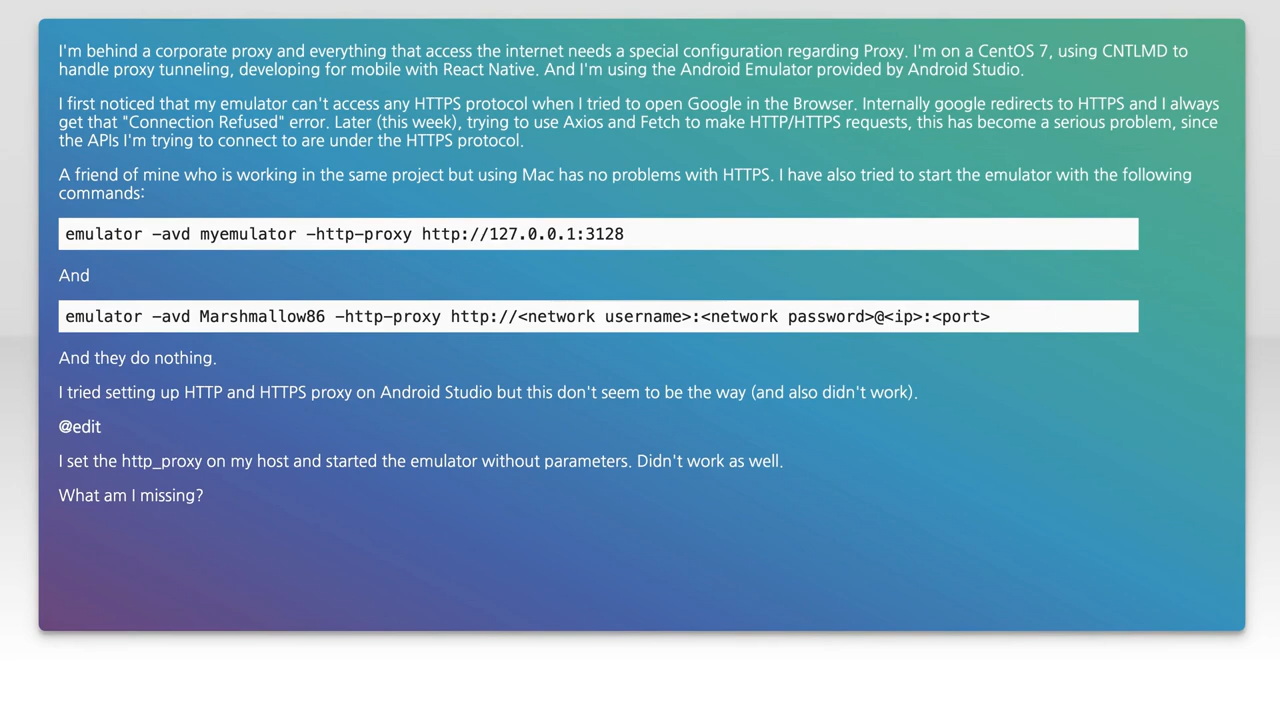 I'm behind a corporate proxy and everything that access the internet needs a special configuration regarding Proxy. I'm on a CentOS 7, using CNTLMD to
handle proxy tunneling, developing for mobile with React Native. And I'm using the Android Emulator provided by Android Studio.
I first noticed that my emulator can't access any HTTPS protocol when I tried to open Google in the Browser. Internally google redirects to HTTPS and I always
get that "Connection Refused" error. Later (this week), trying to use Axios and Fetch to make HTTP/HTTPS requests, this has become a serious problem, since
the APIs I'm trying to connect to are under the HTTPS protocol.
A friend of mine who is working in the same project but using Mac has no problems with HTTPS. I have also tried to start the emulator with the following
commands:
emulator -avd myemulator -http-proxy http://127.0.0.1:3128
And
emulator -avd Marshmallow86 -http-proxy http://<network username>:<network password>@<ip>:<port>
And they do nothing.
I tried setting up HTTP and HTTPS proxy on Android Studio but this don't seem to be the way (and also didn't work).
@edit
I set the http_proxy on my host and started the emulator without parameters. Didn't work as well.
What am I missing?